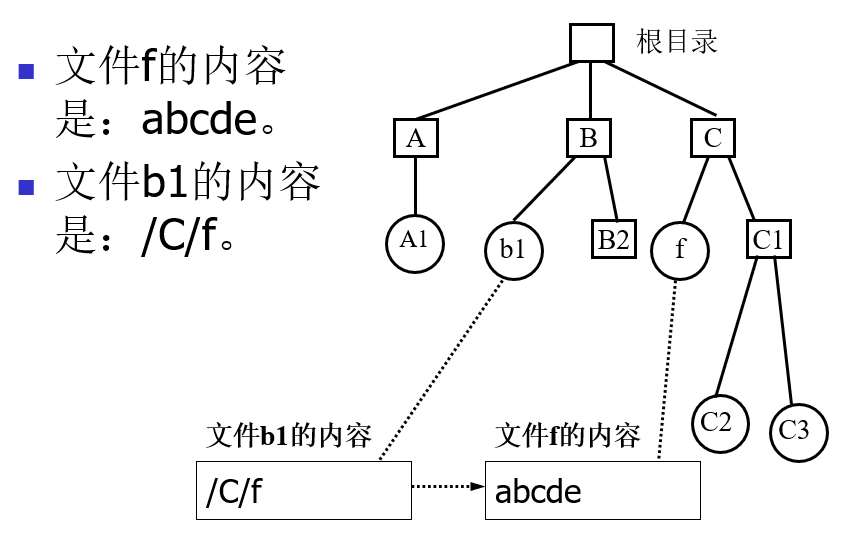 文件f的内容
是：abcde。
文件b1的内容
是：/C/f。
根目录
A
B
C
A1
b1
B2
f
C1
C2
C3
文件b1的内容
文件f的内容
/C/f
abcde